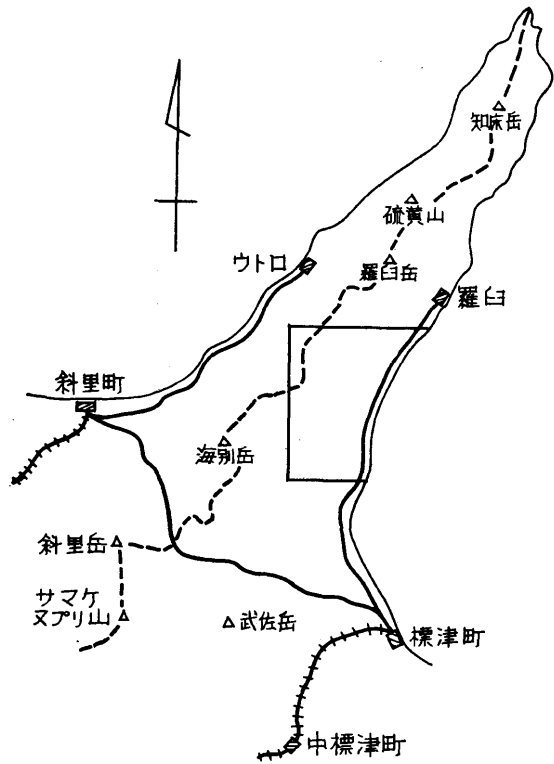 知床岳
硫黄山
羅臼岳
ウトロ
羅臼
斜里町
海別岳
斜里岳
サマケ
ヌプリ山
武佐岳
標津町
中標津町